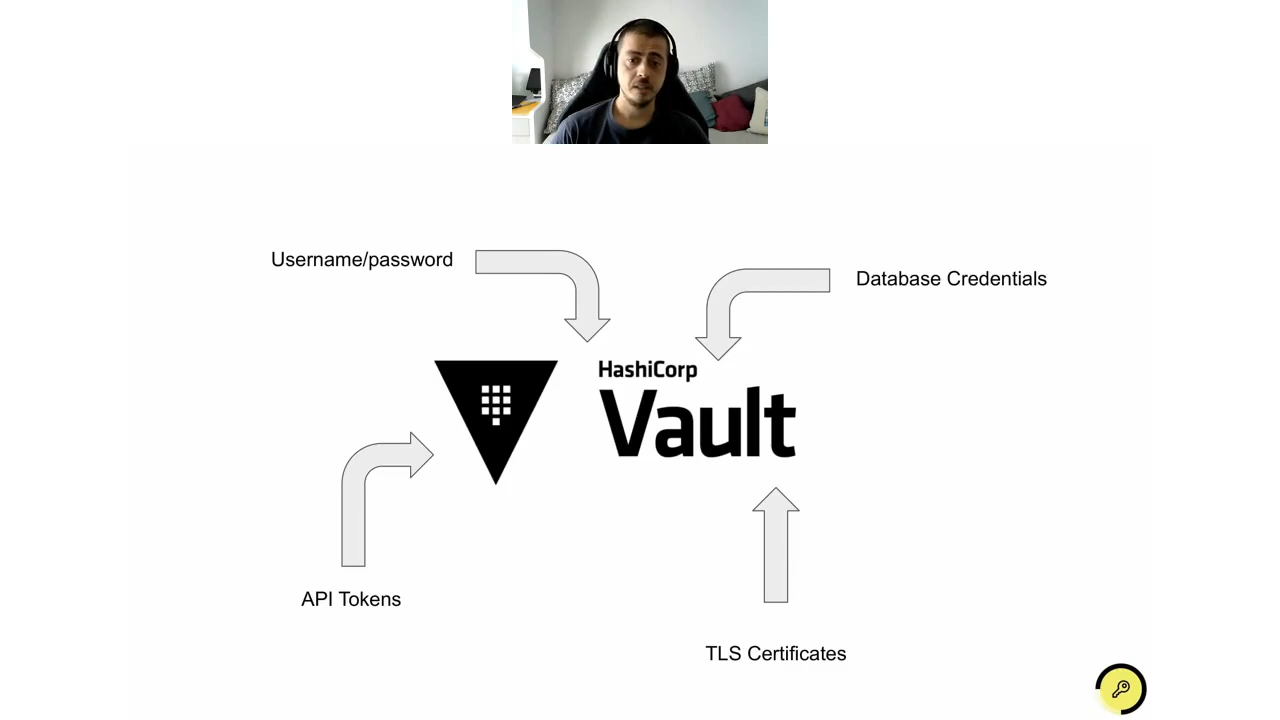 Username/password
Database Credentials
HashiCorp
Vault
API Tokens
TLS Certificates